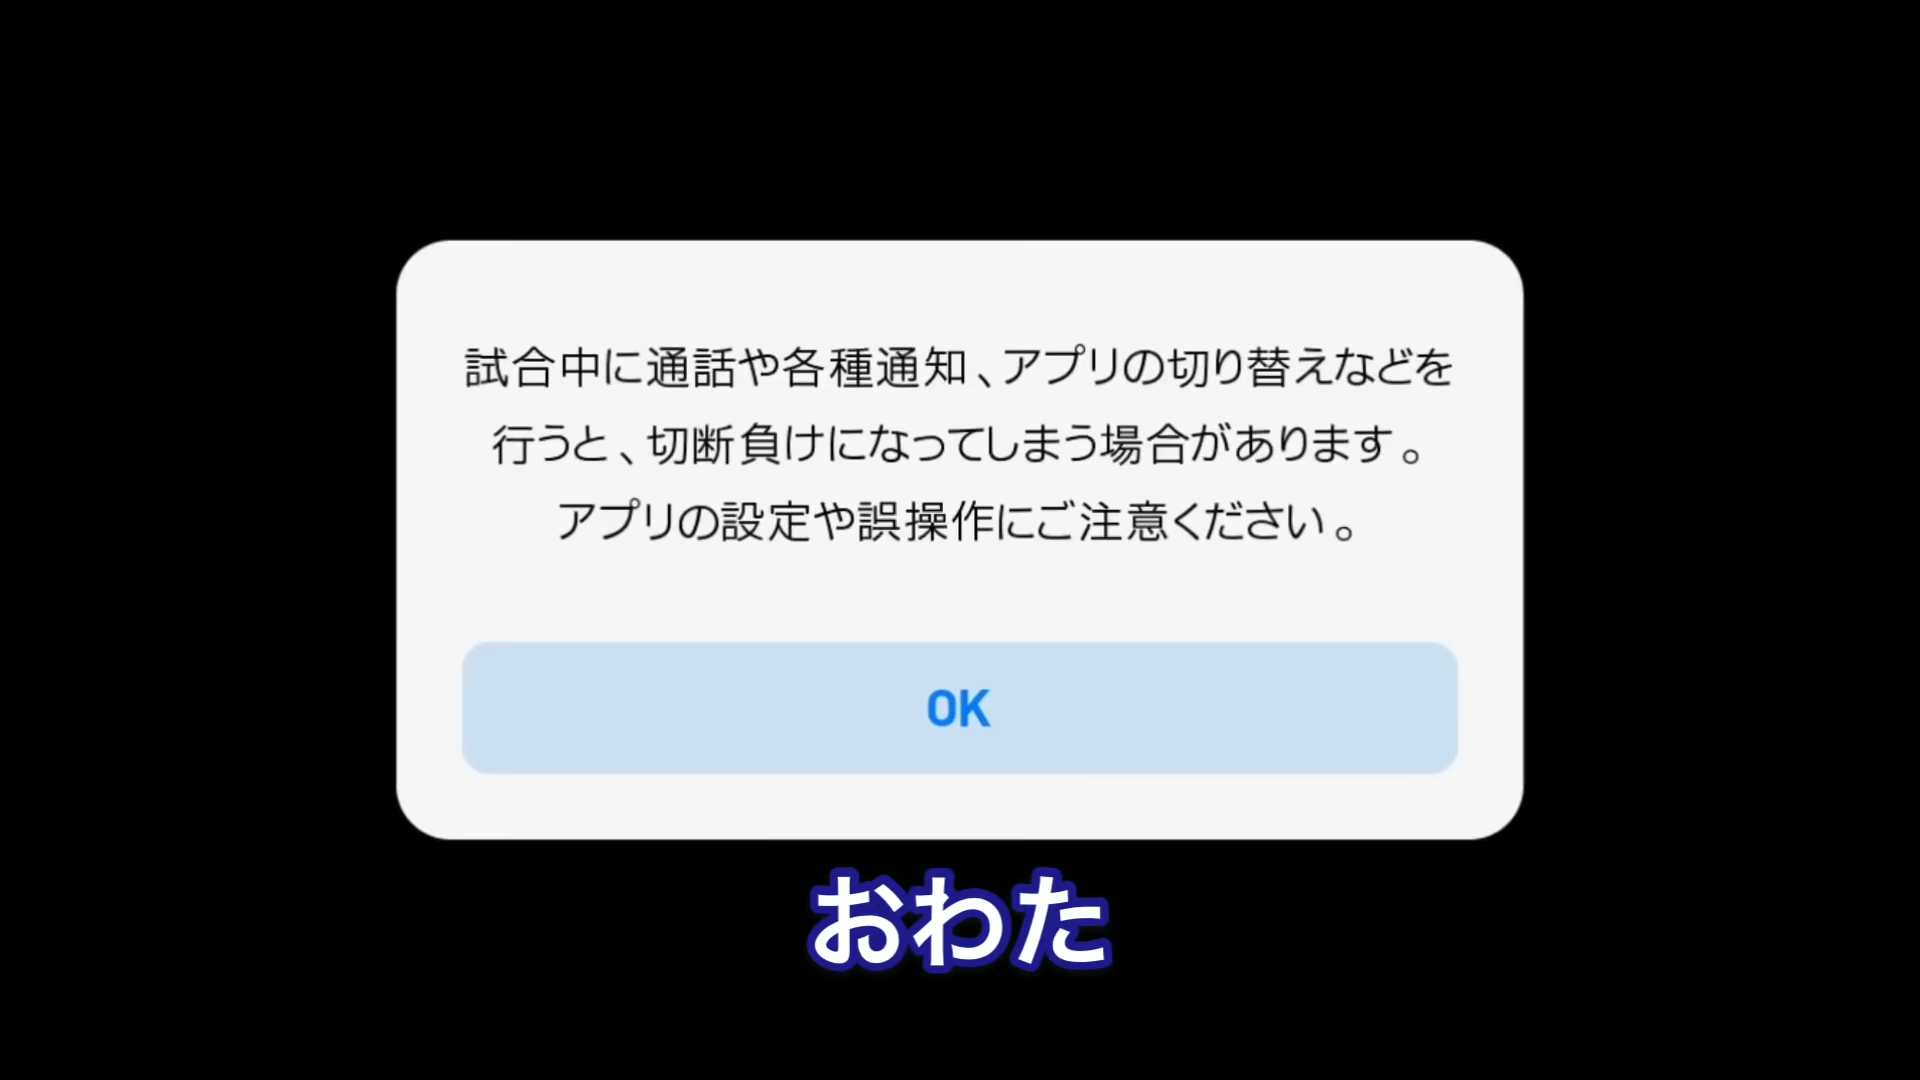 試合中に通話や各種通知、アプリの切り替えなどを
行うと、切断負けになってしまう場合があります。
アプリの設定や誤操作にご注意ください。
OK
おわた